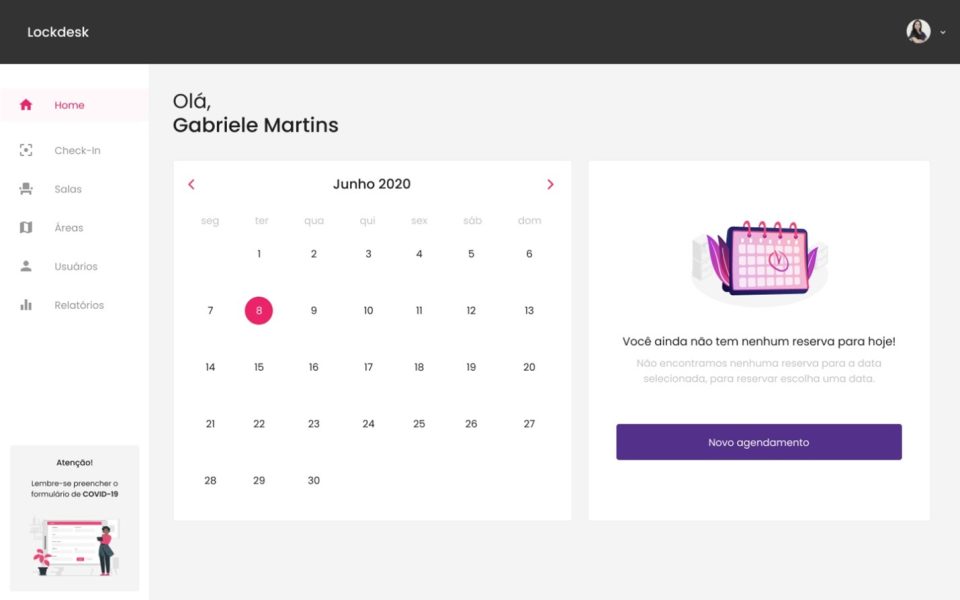 Lockdesk
Home
Check-In
Salas
Áreas
Usuários
Relatórios
Atenção!
Lembre-se preencher o
formulário de COVID-19
Olá,
Gabriele Martins
Junho 2020
seg ter qua qui sex sáb dom
1 2 3 4 5 6
7 8 9 10 11 12 13
14 15 16 17 18 19 20
21 22 23 24 25 26 27
28 29 30
Você ainda não tem nenhum reserva para hoje!
Não encontramos nenhuma reserva para a data
selecionada, para reservar escolha uma data.
Novo agendamento